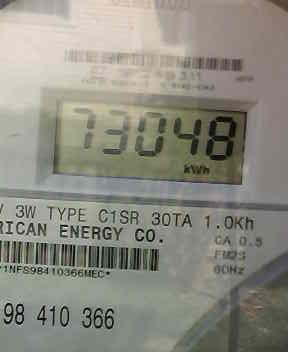 73048
kWh
V 3W TYPE C1SR 30TA 1.0Kh
RICAN ENERGY CO.
CA 0.5
FM2S
60Hz
*1NFS98410366MEC*
98 410 366